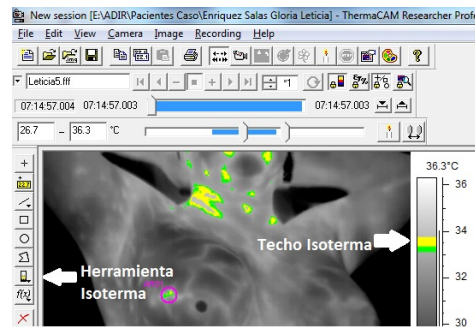 New session [E:\ADIR\Pacientes Caso\Enriquez Salas Gloria Leticia] - ThermaCAM Researcher Profe
File Edit View Camera Image Recording Help
Leticia5.fff
07:14:57.004 07:14:57.003 07:14:57.003
26.7 - 36.3 °C
36.3°C
36
34
Techo Isoterma
32
Herramienta
Isoterma
f(x)
30